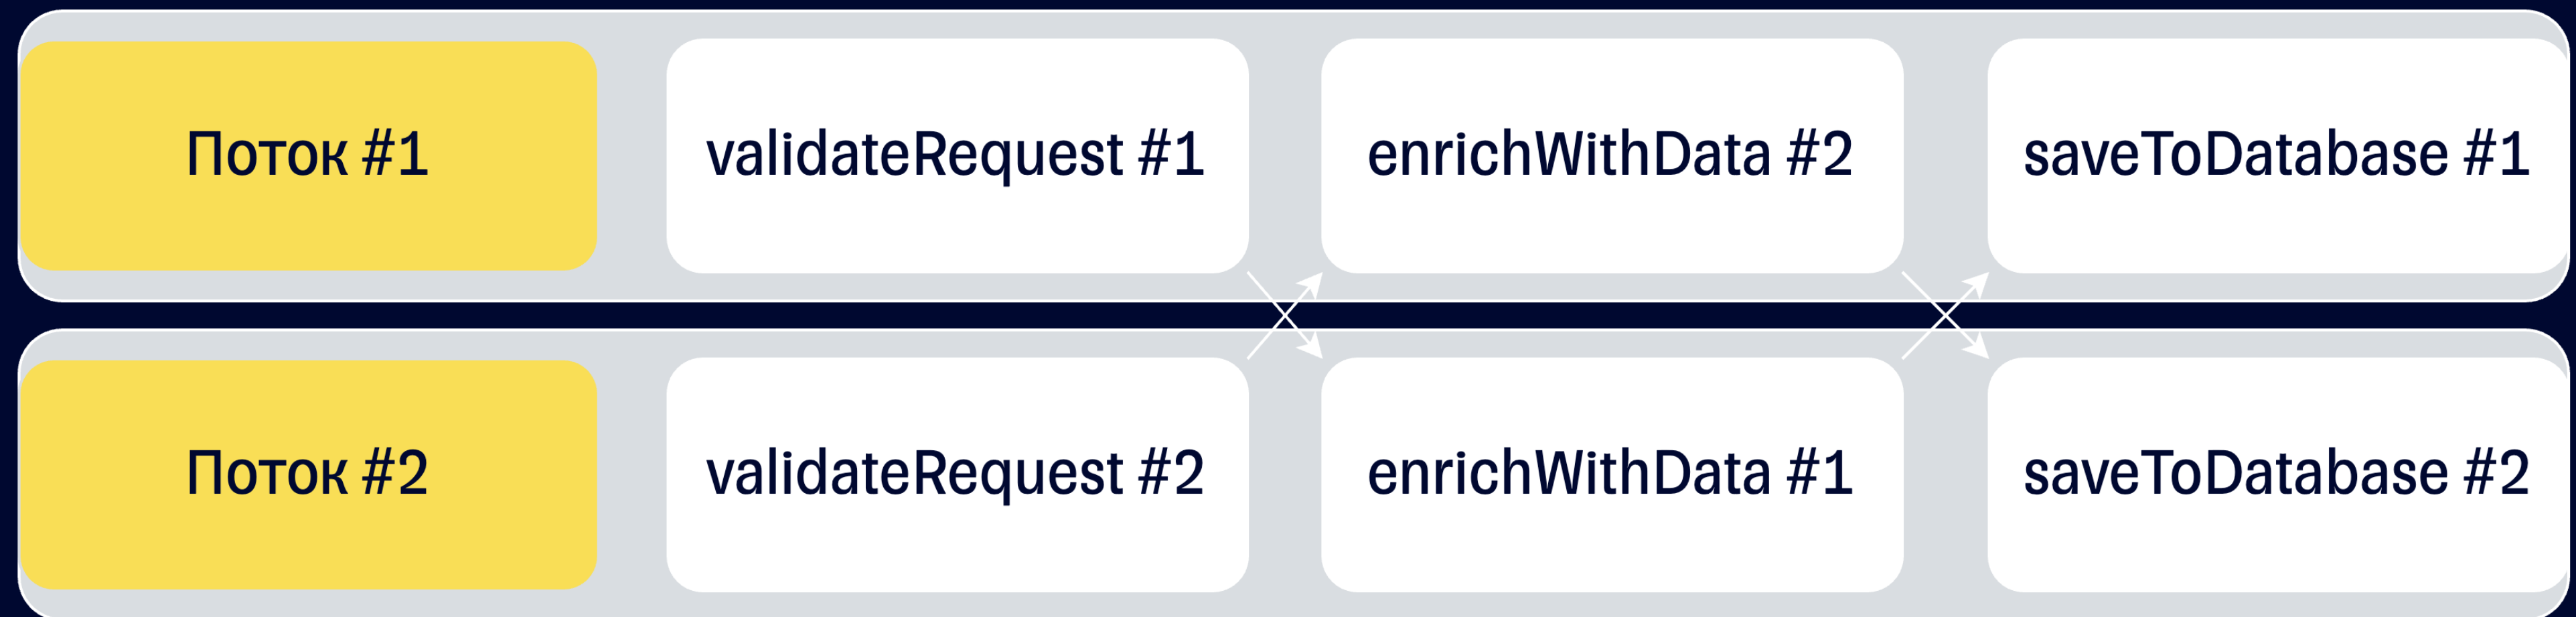 Поток #1
validateRequest #1
enrichWithData #2
saveToDatabase #1
Поток #2
validateRequest #2
enrichWithData #1
saveToDatabase #2